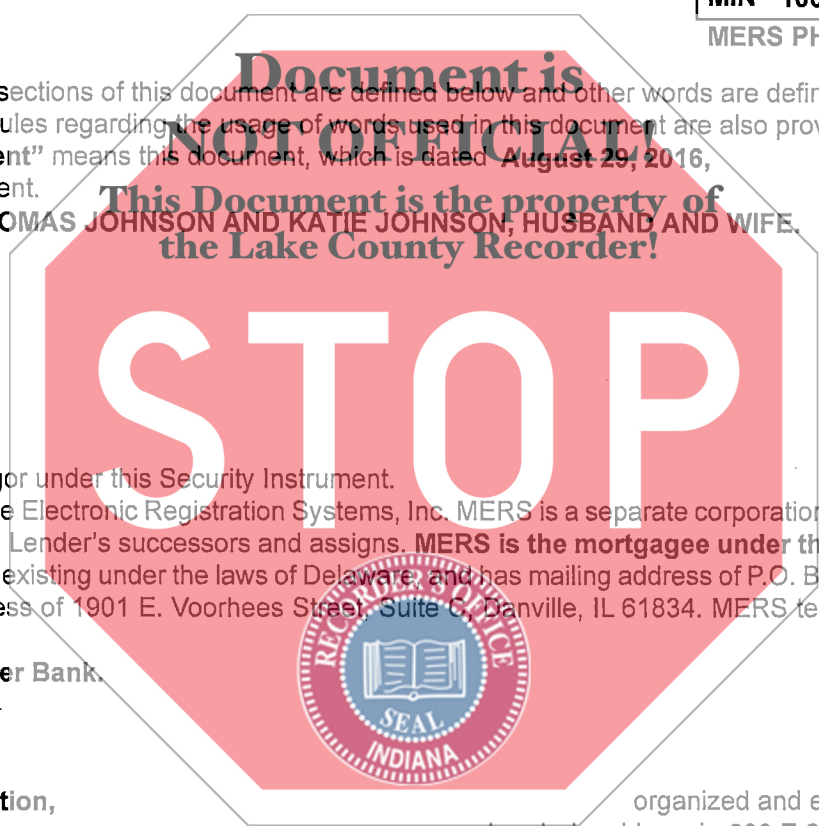 MIN 100
MERS PH
Document is
sections of this document are defined below and other words are defin
ules regarding the usage of words used in this document are also prov
NOT OFFICIAL!
ent” means this document, which is dated August 29, 2016,
ent.
This Document is the property of
OMAS JOHNSON AND KATIE JOHNSON, HUSBAND AND WIFE.
the Lake County Recorder!
STOP
gor under this Security Instrument.
e Electronic Registration Systems, Inc. MERS is a separate corporation
Lender's successors and assigns. MERS is the mortgagee under th
existing under the laws of Delaware, and has mailing address of P.O. B
ess of 1901 E. Voorhees Street, Suite C, Danville, IL 61834. MERS te
RECORDER'S OFFICE
er Bank.
SEAL
INDIANA
tion,
organized and e